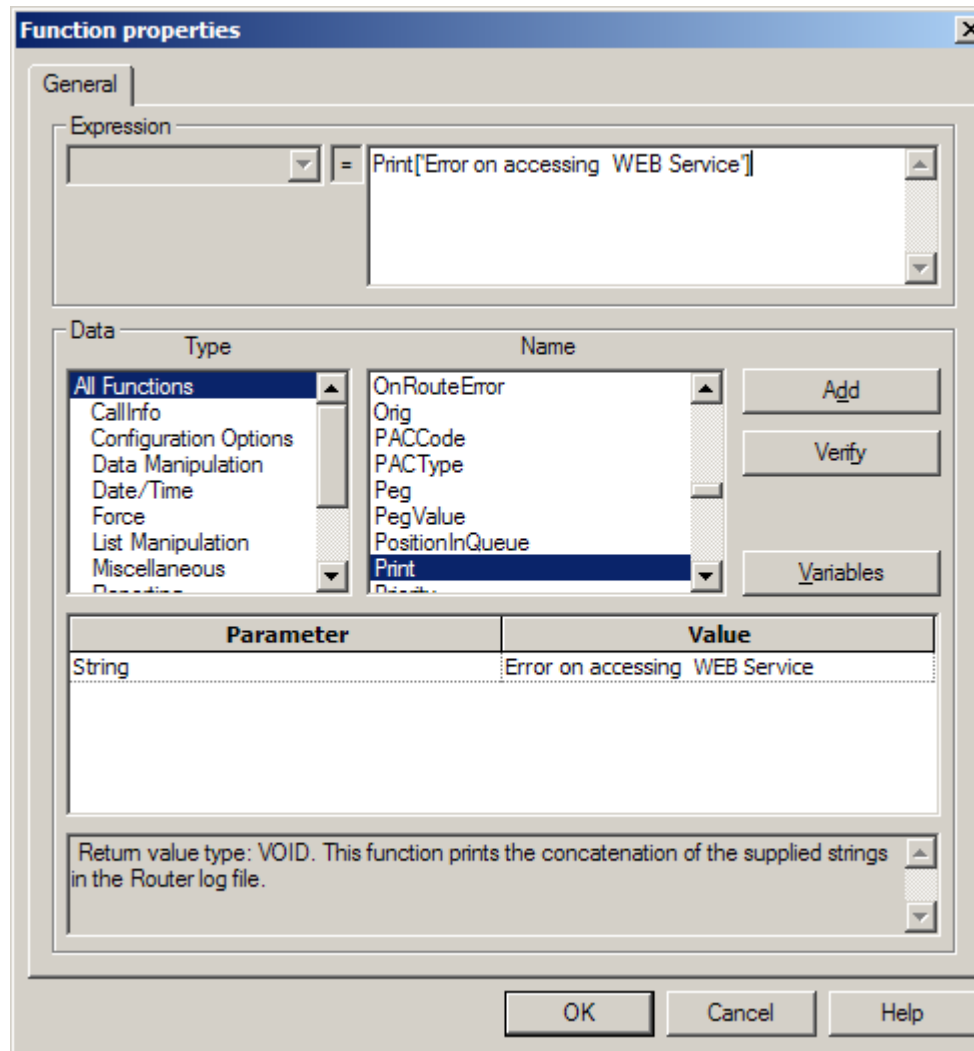 Function properties
General
Expression
= Print['Error on accessing  WEB Service']
Data
Type Name
All Functions
CallInfo
Configuration Options
Data Manipulation
Date/Time
Force
List Manipulation
Miscellaneous
OnRouteError
Orig
PACCode
PACType
Peg
PegValue
PositionInQueue
Print
Add
Verify
Variables
Parameter Value
String Error on accessing  WEB Service
Return value type: VOID. This function prints the concatenation of the supplied strings
in the Router log file.
OK Cancel Help